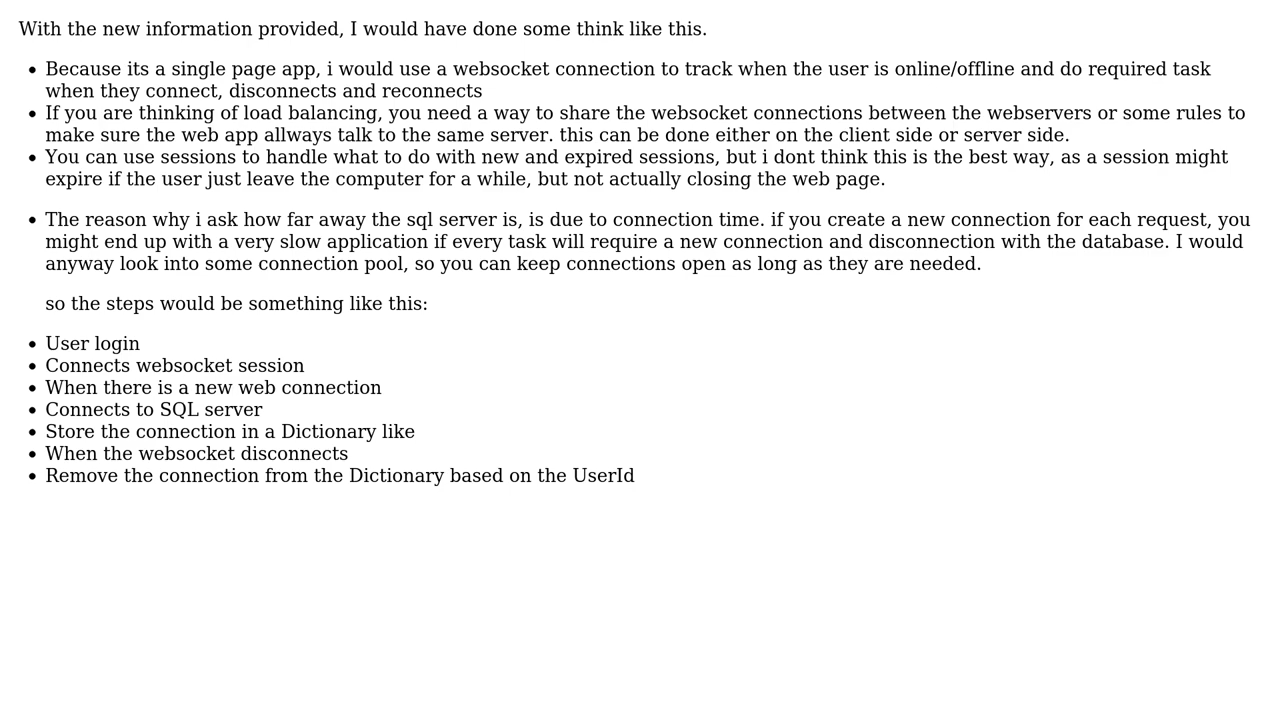 With the new information provided, I would have done some think like this.
• Because its a single page app, i would use a websocket connection to track when the user is online/offline and do required task
when they connect, disconnects and reconnects
• If you are thinking of load balancing, you need a way to share the websocket connections between the webservers or some rules to
make sure the web app allways talk to the same server. this can be done either on the client side or server side.
• You can use sessions to handle what to do with new and expired sessions, but i dont think this is the best way, as a session might
expire if the user just leave the computer for a while, but not actually closing the web page.
• The reason why i ask how far away the sql server is, is due to connection time. if you create a new connection for each request, you
might end up with a very slow application if every task will require a new connection and disconnection with the database. I would
anyway look into some connection pool, so you can keep connections open as long as they are needed.
so the steps would be something like this:
• User login
• Connects websocket session
• When there is a new web connection
• Connects to SQL server
• Store the connection in a Dictionary like
• When the websocket disconnects
• Remove the connection from the Dictionary based on the UserId